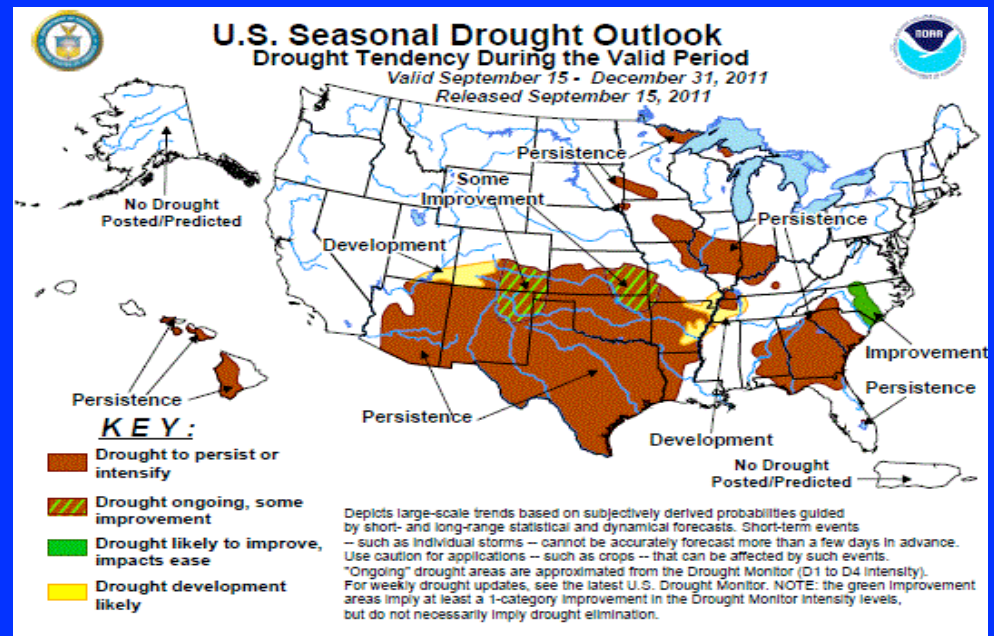 U.S. Seasonal Drought Outlook
Drought Tendency During the Valid Period
Valid September 15 - December 31, 2011
Released September 15, 2011
NOAA
No Drought
Posted/Predicted
Persistence
Some
Improvement
Development
Persistence
Improvement
Persistence
Persistence
Persistence
Development
No Drought
Posted/Predicted
KEY:
Drought to persist or
intensify
Drought ongoing, some
improvement
Drought likely to improve,
impacts ease
Drought development
likely
Depicts large-scale trends based on subjectively derived probabilities guided
by short- and long-range statistical and dynamical forecasts. Short-term events
-- such as individual storms -- cannot be accurately forecast more than a few days in advance.
Use caution for applications -- such as crops -- that can be affected by such events.
"Ongoing" drought areas are approximated from the Drought Monitor (D1 to D4 intensity).
For weekly drought updates, see the latest U.S. Drought Monitor. NOTE: the green improvement
areas imply at least a 1-category improvement in the Drought Monitor intensity levels,
but do not necessarily imply drought elimination.